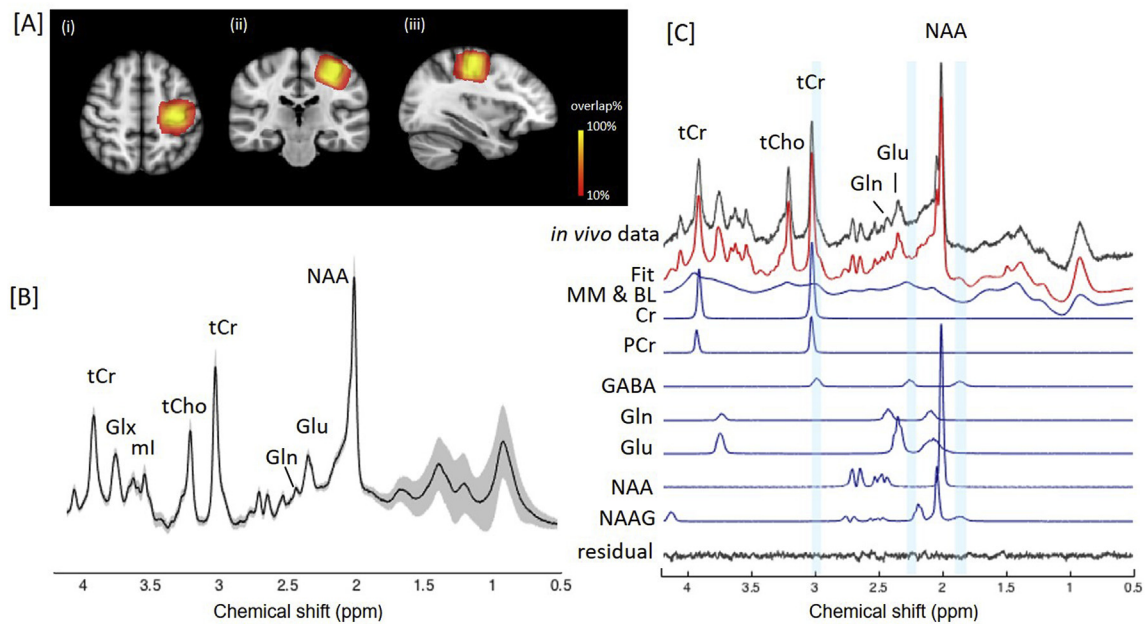 [A]
(i)
(ii)
(iii)
overlap%
100%
10%
[B]
tCr
Glx
mI
tCho
tCr
Gln
Glu
NAA
4
3.5
3
2.5
2
1.5
1
0.5
Chemical shift (ppm)
[C]
NAA
tCr
tCr
tCho
Glu
Gln
in vivo data
Fit
MM & BL
Cr
PCr
GABA
Gln
Glu
NAA
NAAG
residual
4
3.5
3
2.5
2
1.5
1
0.5
Chemical shift (ppm)